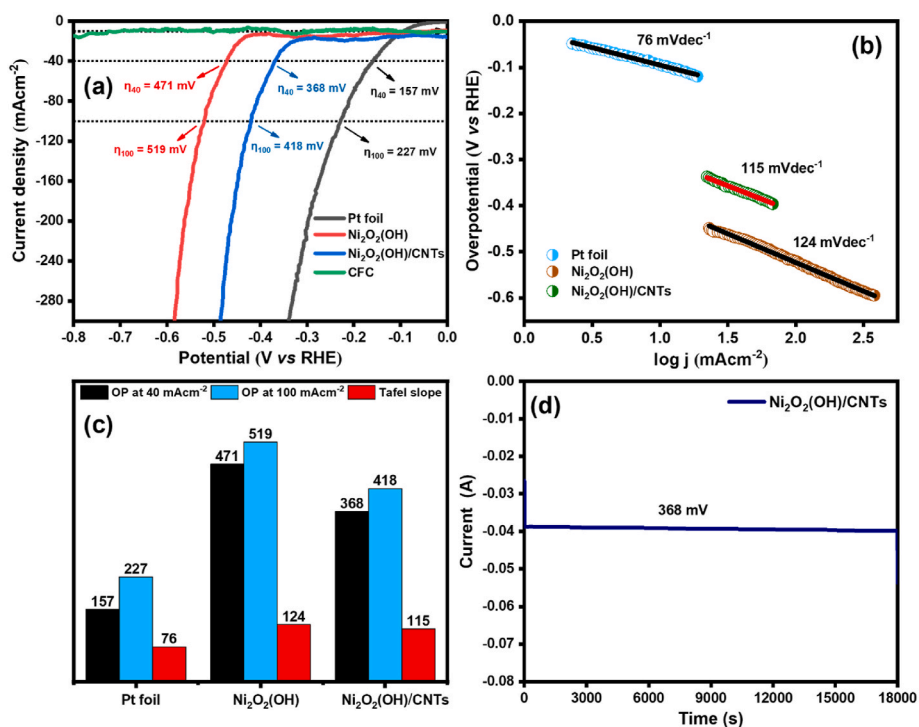 (a)
Current density (mAcm⁻²)
0
-40
-80
-120
-160
-200
-240
-280
η₄₀ = 471 mV
η₄₀ = 368 mV
η₄₀ = 157 mV
η₁₀₀ = 519 mV
η₁₀₀ = 418 mV
η₁₀₀ = 227 mV
Pt foil
Ni₂O₂(OH)
Ni₂O₂(OH)/CNTs
CFC
-0.8 -0.7 -0.6 -0.5 -0.4 -0.3 -0.2 -0.1 0.0
Potential (V vs RHE)
(b)
Overpotential (V vs RHE)
0.0
-0.1
-0.2
-0.3
-0.4
-0.5
-0.6
76 mVdec⁻¹
115 mVdec⁻¹
124 mVdec⁻¹
Pt foil
Ni₂O₂(OH)
Ni₂O₂(OH)/CNTs
0.0 0.5 1.0 1.5 2.0 2.5
log j (mAcm⁻²)
OP at 40 mAcm⁻² OP at 100 mAcm⁻² Tafel slope
(c)
157
227
76
471
519
124
368
418
115
Pt foil Ni₂O₂(OH) Ni₂O₂(OH)/CNTs
(d)
Ni₂O₂(OH)/CNTs
Current (A)
0.00
-0.01
-0.02
-0.03
-0.04
-0.05
-0.06
-0.07
-0.08
368 mV
0 3000 6000 9000 12000 15000 18000
Time (s)